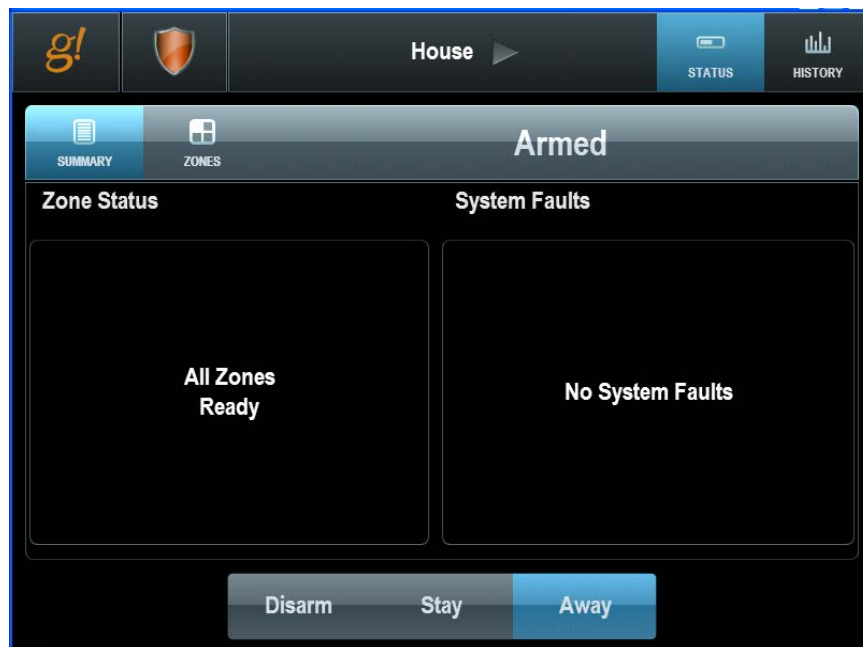 g!
House
STATUS
HISTORY
SUMMARY
ZONES
Armed
Zone Status
System Faults
All Zones
Ready
No System Faults
Disarm
Stay
Away